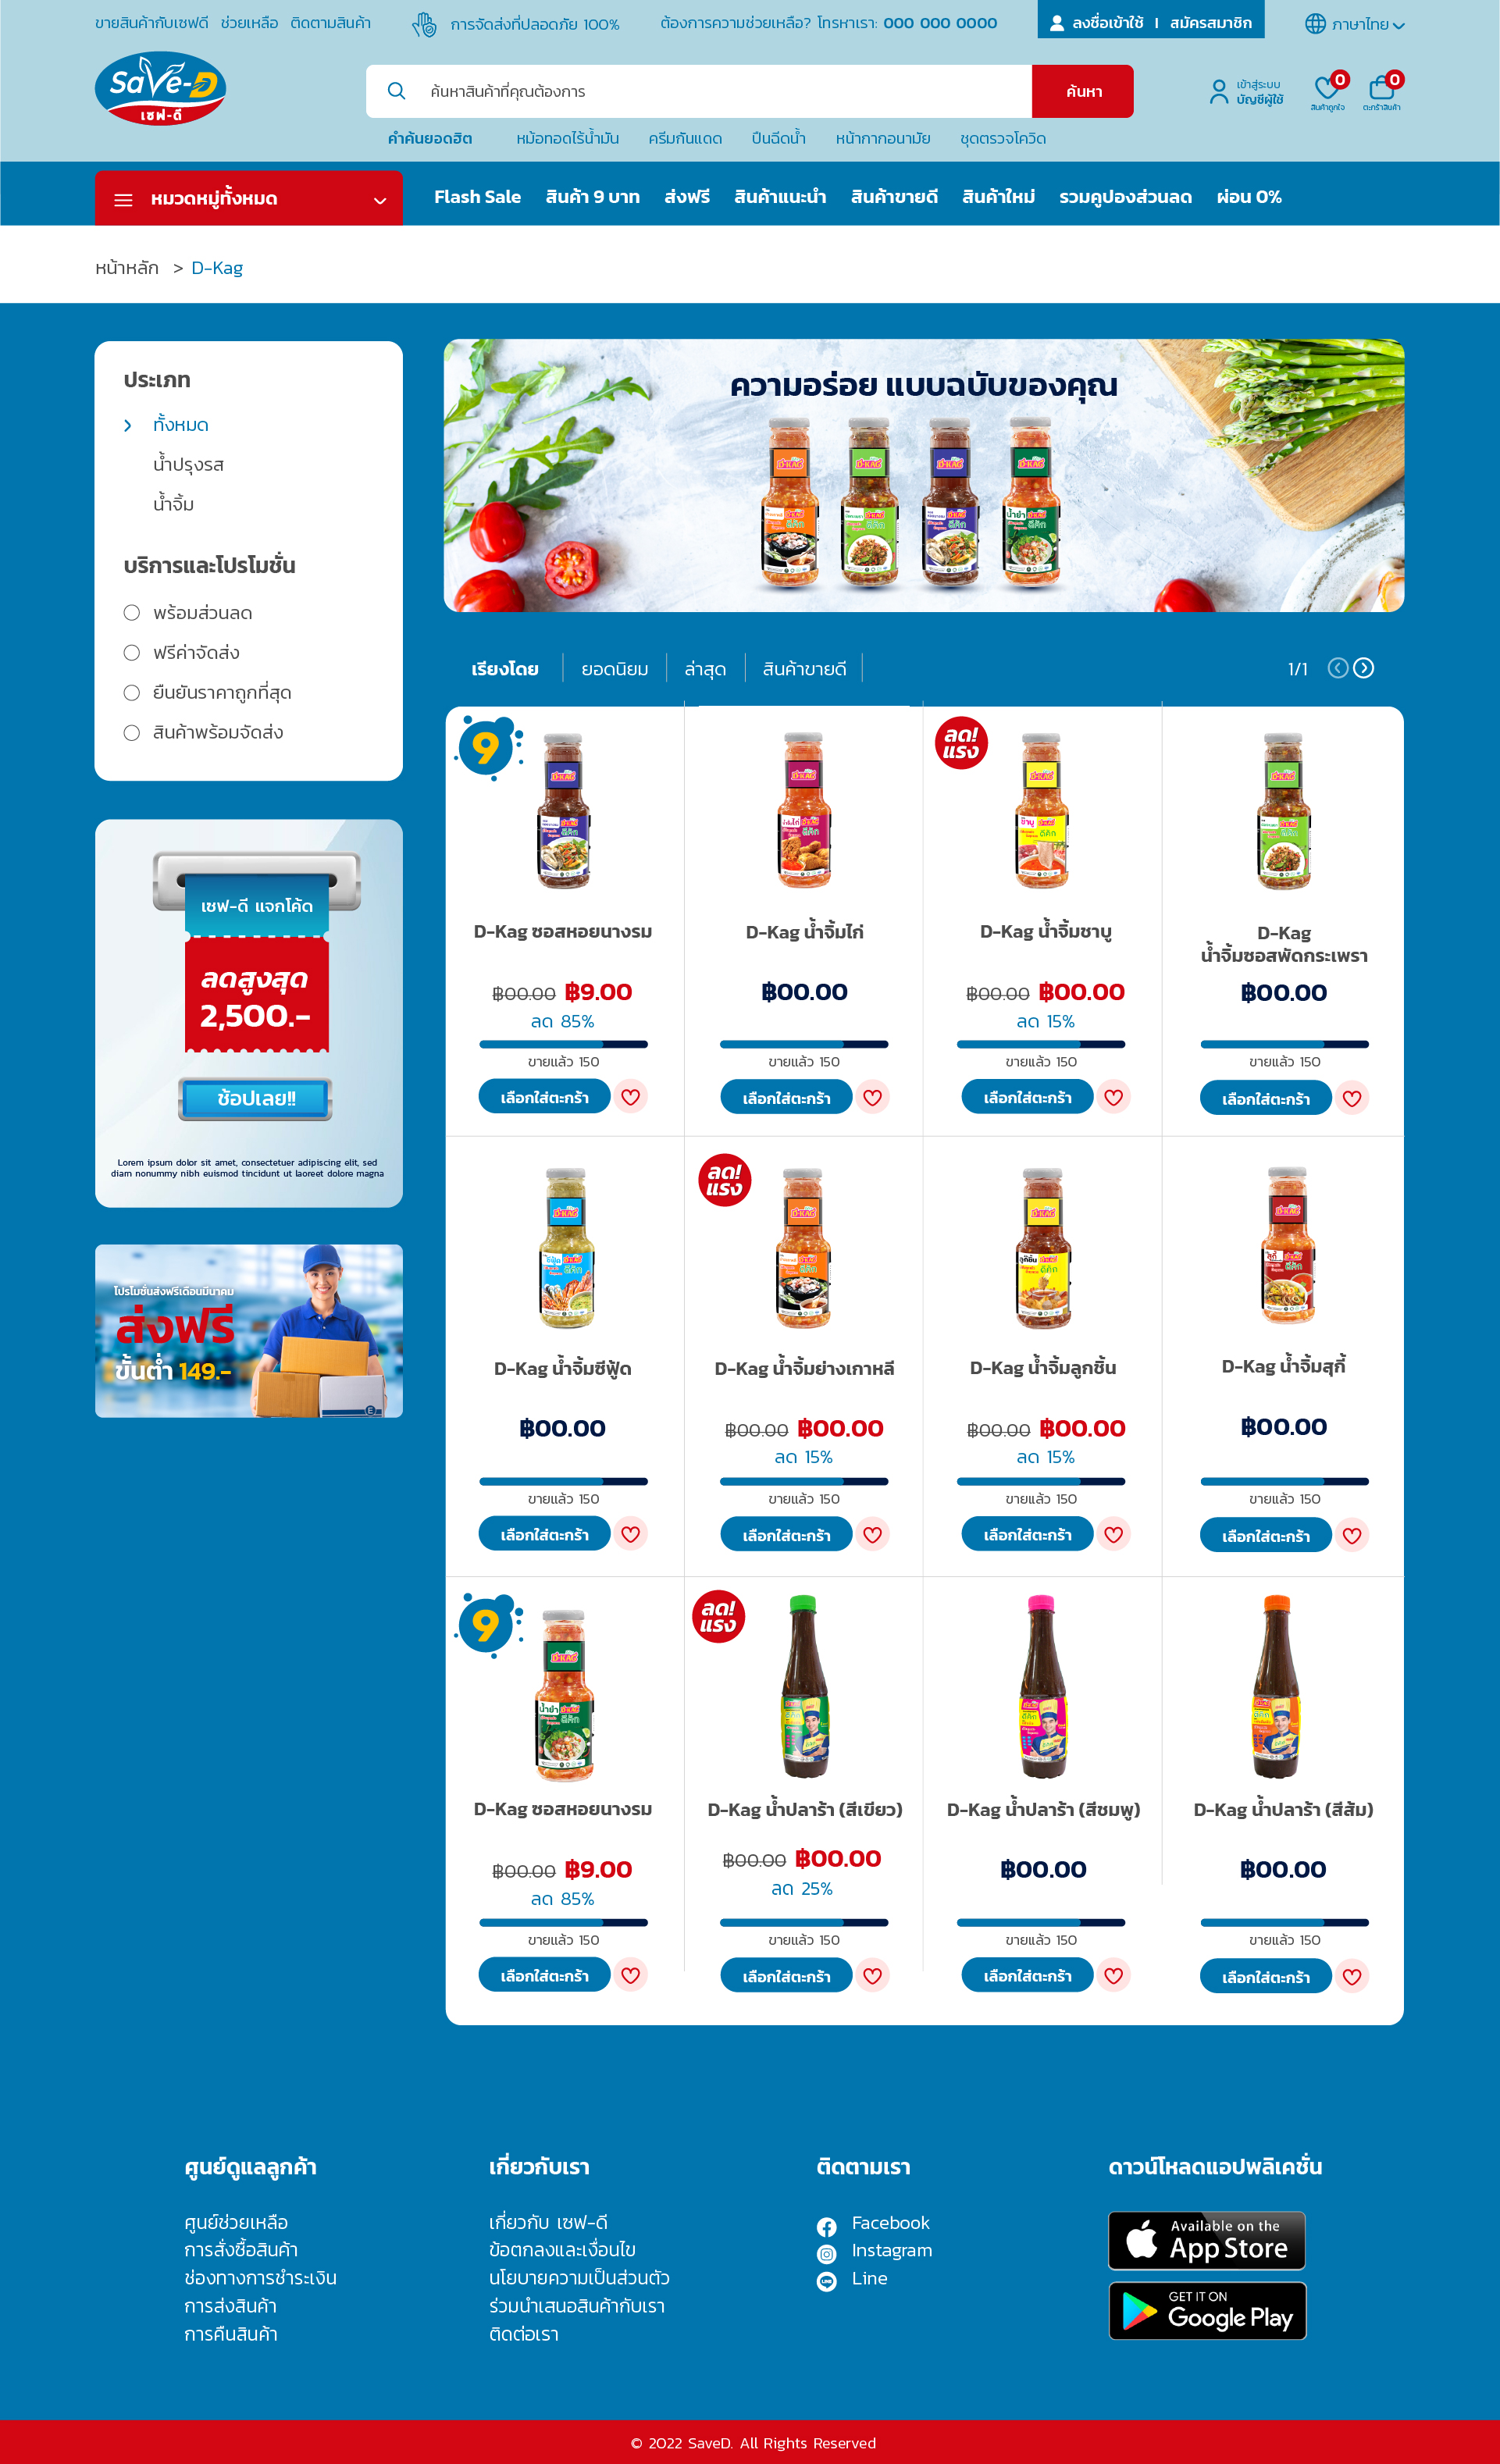 ขายสินค้ากับเซฟดี ช่วยเหลือ ติดตามสินค้า
การจัดส่งที่ปลอดภัย 100%
ต้องการความช่วยเหลือ? โทรหาเรา: 000 000 0000
ลงชื่อเข้าใช้ I สมัครสมาชิก
ภาษาไทย
Save-D
เซฟ-ดี
ค้นหาสินค้าที่คุณต้องการ
ค้นหา
เข้าสู่ระบบ
บัญชีผู้ใช้
0
สินค้าถูกใจ
0
ตะกร้าสินค้า
คำค้นยอดฮิต หม้อทอดไร้น้ำมัน ครีมกันแดด ปืนฉีดน้ำ หน้ากากอนามัย ชุดตรวจโควิด
หมวดหมู่ทั้งหมด
Flash Sale สินค้า 9 บาท ส่งฟรี สินค้าแนะนำ สินค้าขายดี สินค้าใหม่ รวมคูปองส่วนลด ผ่อน 0%
หน้าหลัก > D-Kag
ประเภท
ทั้งหมด
น้ำปรุงรส
น้ำจิ้ม
บริการและโปรโมชั่น
พร้อมส่วนลด
ฟรีค่าจัดส่ง
ยืนยันราคาถูกที่สุด
สินค้าพร้อมจัดส่ง
เซฟ-ดี แจกโค้ด
ลดสูงสุด
2,500.-
ช้อปเลย!!
Lorem ipsum dolor sit amet, consectetuer adipiscing elit, sed
diam nonummy nibh euismod tincidunt ut laoreet dolore magna
โปรโมชั่นส่งฟรีเดือนมีนาคม
ส่งฟรี
ขั้นต่ำ 149.-
ความอร่อย แบบฉบับของคุณ
D-KAG D-KAG D-KAG D-KAG
เรียงโดย ยอดนิยม ล่าสุด สินค้าขายดี
1/1
9
ลด!
แรง
D-Kag ซอสหอยนางรม
฿00.00 ฿9.00
ลด 85%
ขายแล้ว 150
เลือกใส่ตะกร้า
D-Kag น้ำจิ้มไก่
฿00.00
ขายแล้ว 150
เลือกใส่ตะกร้า
D-Kag น้ำจิ้มชาบู
฿00.00 ฿00.00
ลด 15%
ขายแล้ว 150
เลือกใส่ตะกร้า
D-Kag
น้ำจิ้มซอสพัดกระเพรา
฿00.00
ขายแล้ว 150
เลือกใส่ตะกร้า
ลด!
แรง
D-Kag น้ำจิ้มซีฟู้ด
฿00.00
ขายแล้ว 150
เลือกใส่ตะกร้า
D-Kag น้ำจิ้มย่างเกาหลี
฿00.00 ฿00.00
ลด 15%
ขายแล้ว 150
เลือกใส่ตะกร้า
D-Kag น้ำจิ้มลูกชิ้น
฿00.00 ฿00.00
ลด 15%
ขายแล้ว 150
เลือกใส่ตะกร้า
D-Kag น้ำจิ้มสุกี้
฿00.00
ขายแล้ว 150
เลือกใส่ตะกร้า
9
ลด!
แรง
D-Kag ซอสหอยนางรม
฿00.00 ฿9.00
ลด 85%
ขายแล้ว 150
เลือกใส่ตะกร้า
D-Kag น้ำปลาร้า (สีเขียว)
฿00.00 ฿00.00
ลด 25%
ขายแล้ว 150
เลือกใส่ตะกร้า
D-Kag น้ำปลาร้า (สีชมพู)
฿00.00
ขายแล้ว 150
เลือกใส่ตะกร้า
D-Kag น้ำปลาร้า (สีส้ม)
฿00.00
ขายแล้ว 150
เลือกใส่ตะกร้า
ศูนย์ดูแลลูกค้า
ศูนย์ช่วยเหลือ
การสั่งซื้อสินค้า
ช่องทางการชำระเงิน
การส่งสินค้า
การคืนสินค้า
เกี่ยวกับเรา
เกี่ยวกับ เซฟ-ดี
ข้อตกลงและเงื่อนไข
นโยบายความเป็นส่วนตัว
ร่วมนำเสนอสินค้ากับเรา
ติดต่อเรา
ติดตามเรา
Facebook
Instagram
Line
ดาวน์โหลดแอปพลิเคชั่น
Available on the
App Store
GET IT ON
Google Play
© 2022 SaveD. All Rights Reserved